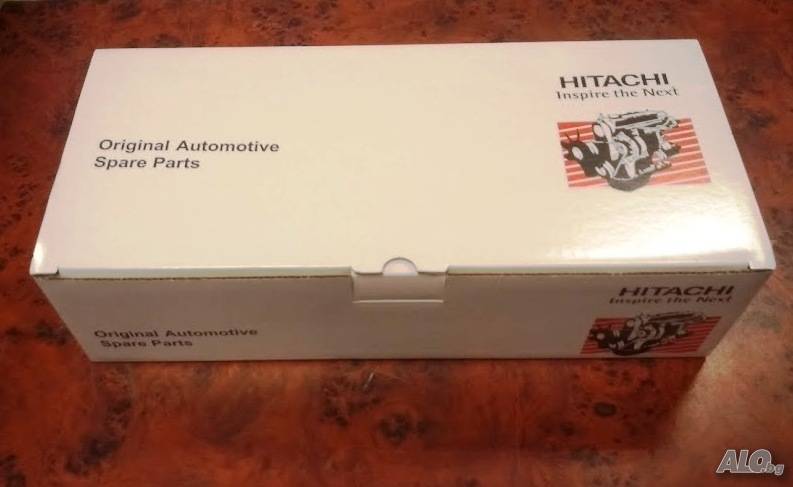 HITACHI
Inspire the Next
Original Automotive
Spare Parts
HITACHI
Inspire the Next
Original Automotive
Spare Parts
ALO.bg